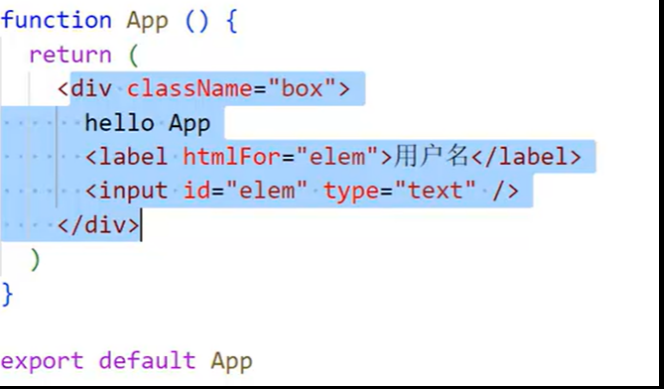 function App () {
  return (
    <div className="box">
      hello App
      <label htmlFor="elem">用户名</label>
      <input id="elem" type="text" />
    </div>
  )
}

export default App